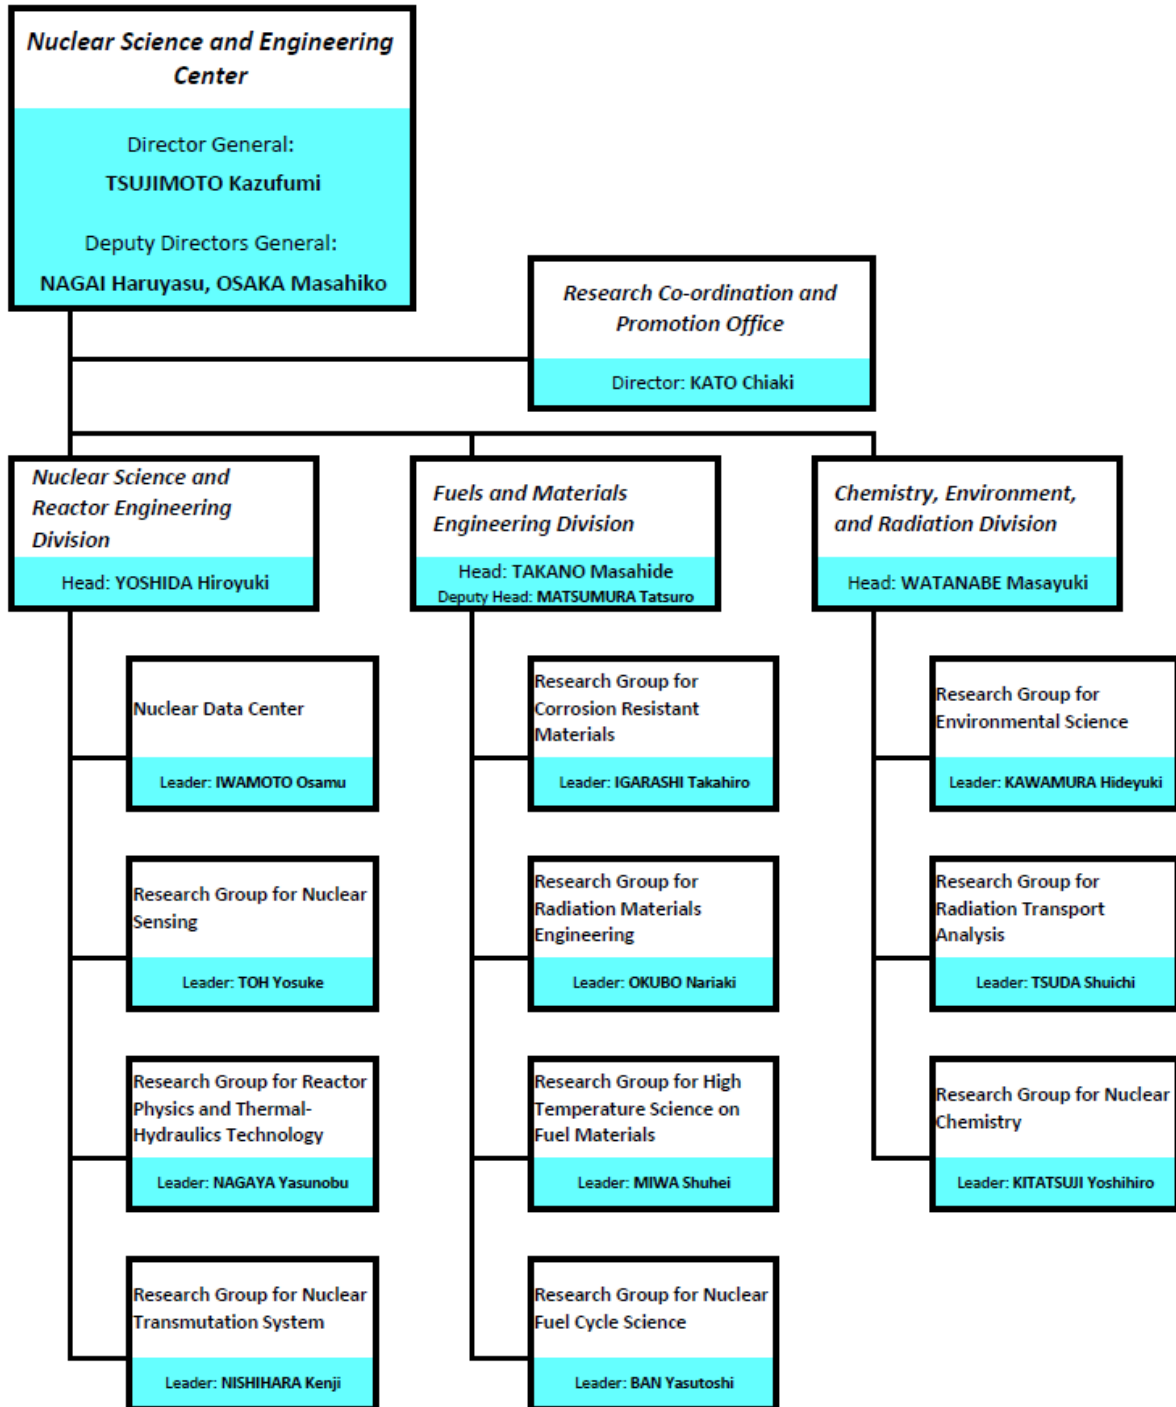 Nuclear Science and Engineering
Center
Director General:
TSUJIMOTO Kazufumi
Deputy Directors General:
NAGAI Haruyasu, OSAKA Masahiko
Research Co-ordination and
Promotion Office
Director: KATO Chiaki
Nuclear Science and
Reactor Engineering
Division
Head: YOSHIDA Hiroyuki
Fuels and Materials
Engineering Division
Head: TAKANO Masahide
Deputy Head: MATSUMURA Tatsuro
Chemistry, Environment,
and Radiation Division
Head: WATANABE Masayuki
Nuclear Data Center
Leader: IWAMOTO Osamu
Research Group for Nuclear
Sensing
Leader: TOH Yosuke
Research Group for Reactor
Physics and Thermal-
Hydraulics Technology
Leader: NAGAYA Yasunobu
Research Group for Nuclear
Transmutation System
Leader: NISHIHARA Kenji
Research Group for
Corrosion Resistant
Materials
Leader: IGARASHI Takahiro
Research Group for
Radiation Materials
Engineering
Leader: OKUBO Nariaki
Research Group for High
Temperature Science on
Fuel Materials
Leader: MIWA Shuhei
Research Group for Nuclear
Fuel Cycle Science
Leader: BAN Yasutoshi
Research Group for
Environmental Science
Leader: KAWAMURA Hideyuki
Research Group for
Radiation Transport
Analysis
Leader: TSUDA Shuichi
Research Group for Nuclear
Chemistry
Leader: KITATSUJI Yoshihiro